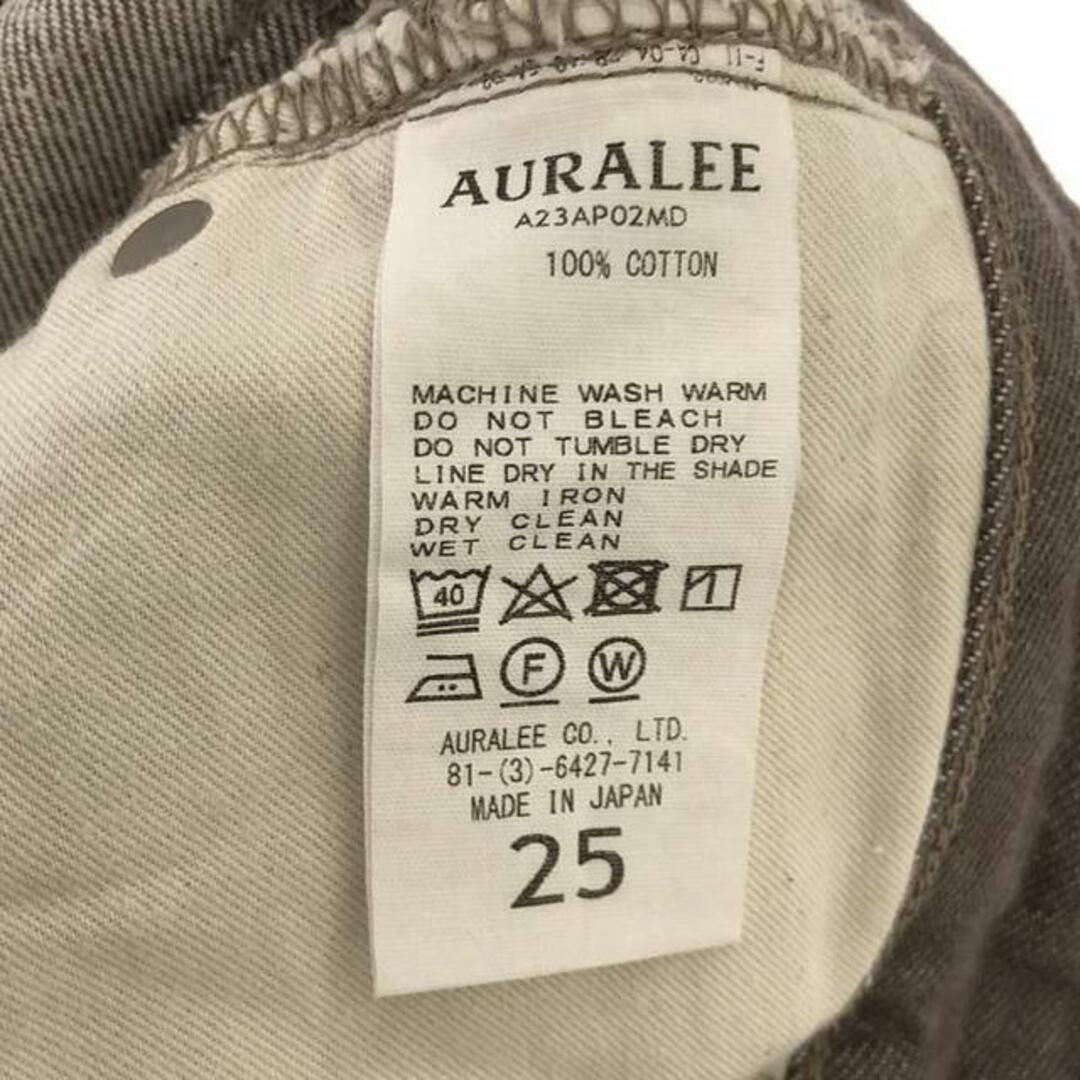 AURALEE
A23AP02MD
100% COTTON
MACHINE WASH WARM
DO NOT BLEACH
DO NOT TUMBLE DRY
LINE DRY IN THE SHADE
WARM IRON
DRY CLEAN
WET CLEAN
40
F W
AURALEE CO., LTD.
81-(3)-6427-7141
MADE IN JAPAN
25